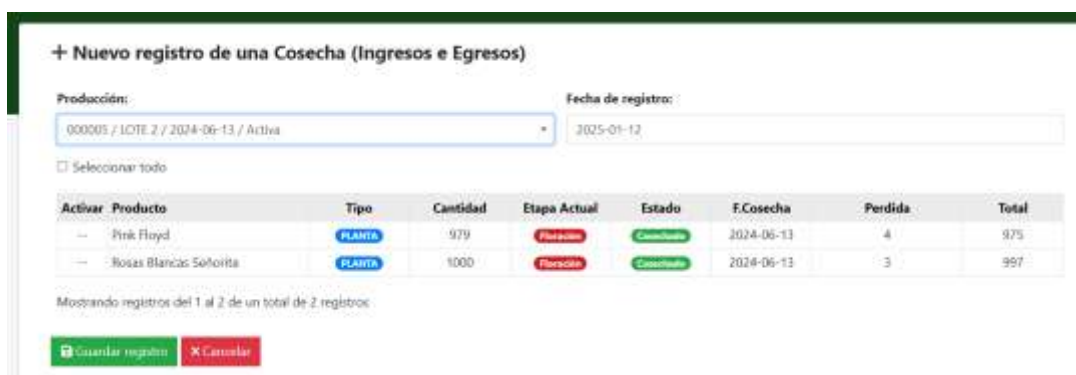 + Nuevo registro de una Cosecha (Ingresos e Egresos)
Producción: Fecha de registro:
000005 / LOTE 2 / 2024-06-13 / Activa 2025-01-12
Seleccionar todo
Activar Producto Tipo Cantidad Etapa Actual Estado F.Cosecha Perdida Total
-- Pink Floyd PLANTA 979 Floración Cosechado 2024-06-13 4 975
-- Rosas Blancas Señorita PLANTA 1000 Floración Cosechado 2024-06-13 3 997
Mostrando registros del 1 al 2 de un total de 2 registros
Guardar registro × Cancelar